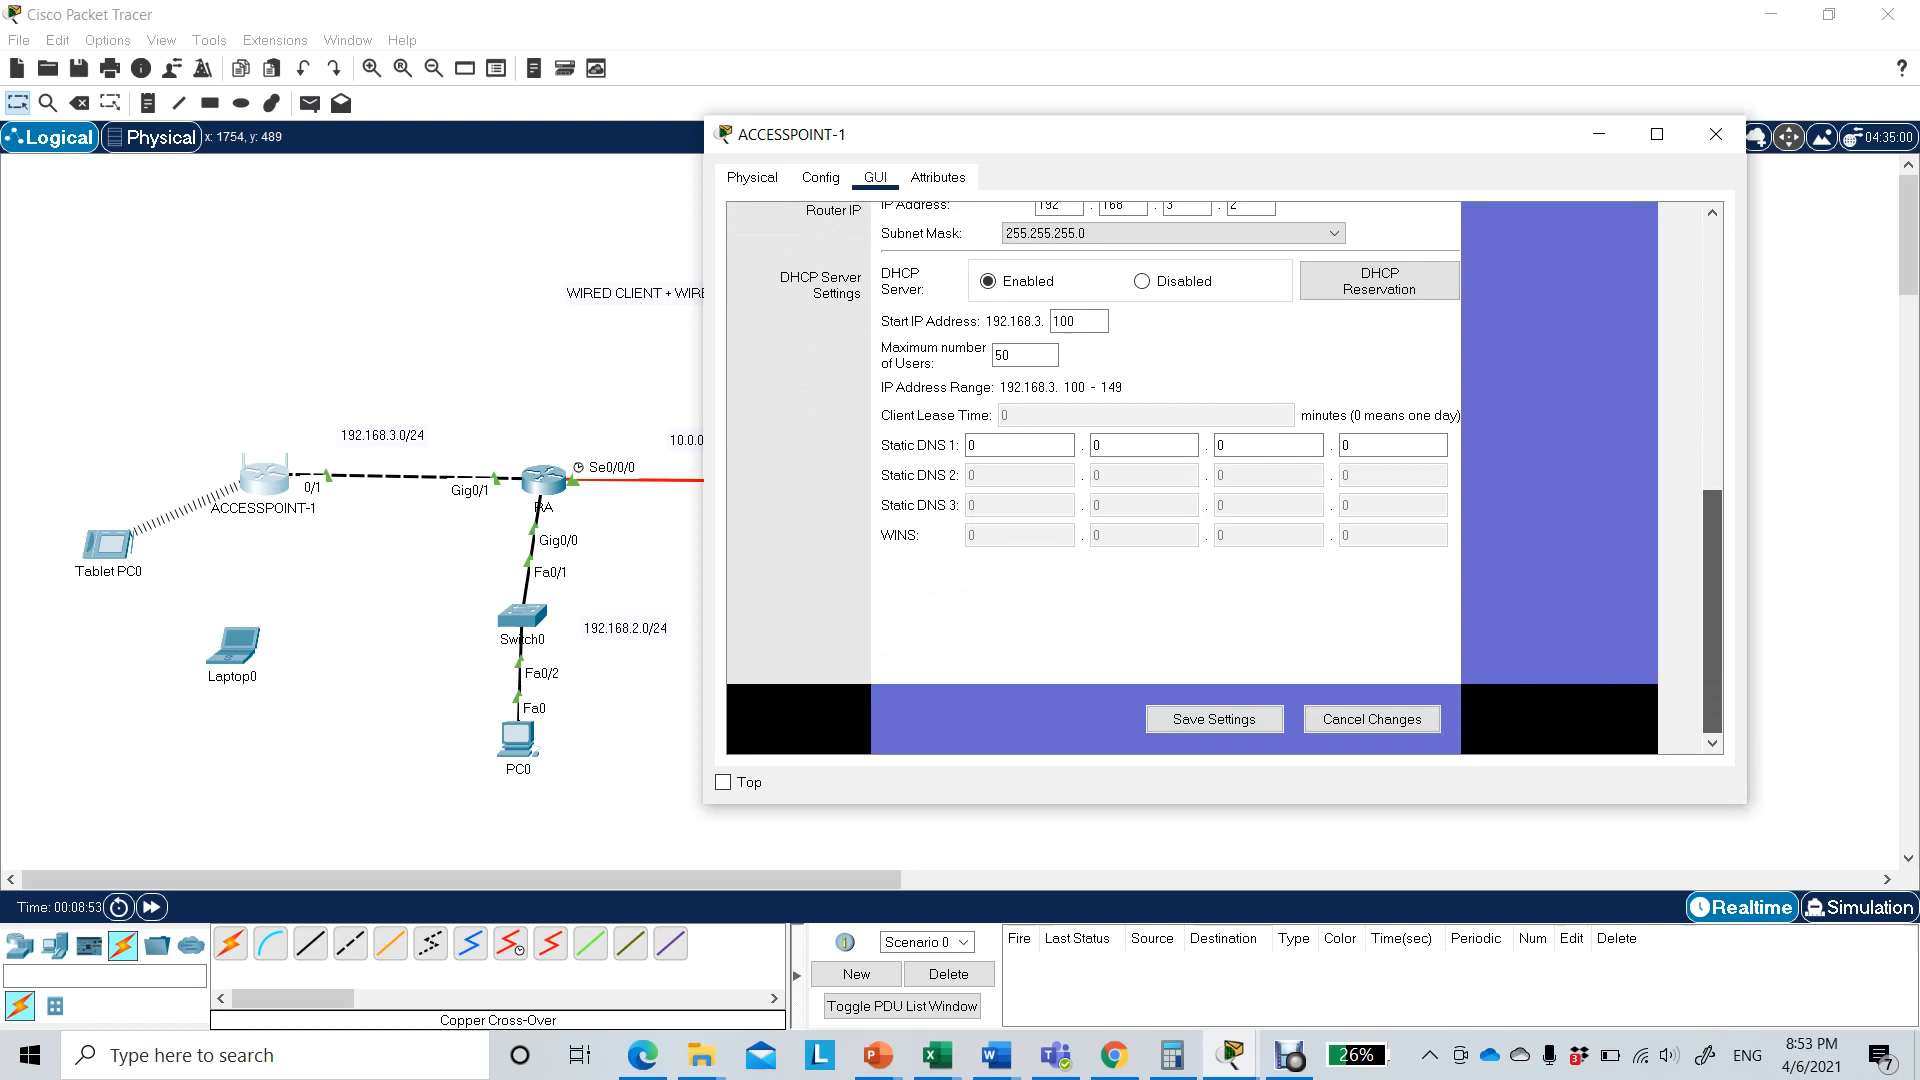 Cisco Packet Tracer
File Edit Options View Tools Extensions Window Help
?
Logical Physical x: 1754, y: 489
04:35:00
ACCESSPOINT-1
Physical Config GUI Attributes
Router IP
IP Address: 192 . 168 . 3 . 2
Subnet Mask: 255.255.255.0
DHCP Server Settings
DHCP Server: Enabled Disabled DHCP Reservation
Start IP Address: 192.168.3. 100
Maximum number of Users: 50
IP Address Range: 192.168.3. 100 - 149
Client Lease Time: 0 minutes (0 means one day)
Static DNS 1: 0 . 0 . 0 . 0
Static DNS 2: 0 . 0 . 0 . 0
Static DNS 3: 0 . 0 . 0 . 0
WINS: 0 . 0 . 0 . 0
Save Settings Cancel Changes
Top
WIRED CLIENT + WIRE
192.168.3.0/24
10.0.0
Se0/0/0
0/1
Gig0/1
ACCESSPOINT-1
RA
Gig0/0
Tablet PC0
Fa0/1
192.168.2.0/24
Switch0
Laptop0
Fa0/2
Fa0
PC0
Time: 00:08:53
Realtime Simulation
Scenario 0
New Delete
Toggle PDU List Window
Fire Last Status Source Destination Type Color Time(sec) Periodic Num Edit Delete
Copper Cross-Over
Type here to search
26%
ENG
8:53 PM
4/6/2021
7